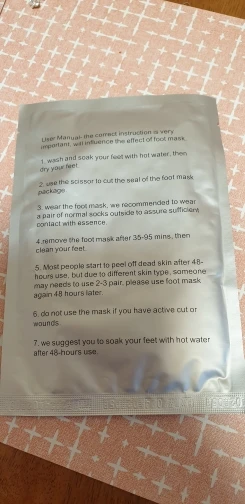 User Manual- the correct instruction is very
important, will influence the effect of foot mask.
1. wash and soak your feet with hot water, then
dry your feet.
2. use the scissor to cut the seal of the foot mask
package.
3. wear the foot mask, we recommended to wear
a pair of normal socks outside to assure sufficient
contact with essence.
4.remove the foot mask after 35-95 mins, then
clean your feet.
5. Most people start to peel off dead skin after 48-
hours use, but due to different skin type, someone
may needs to use 2-3 pair, please use foot mask
again 48 hours later.
6. do not use the mask if you have active cut or
wounds
7. we suggest you to soak your feet with hot water
after 48-hours use.